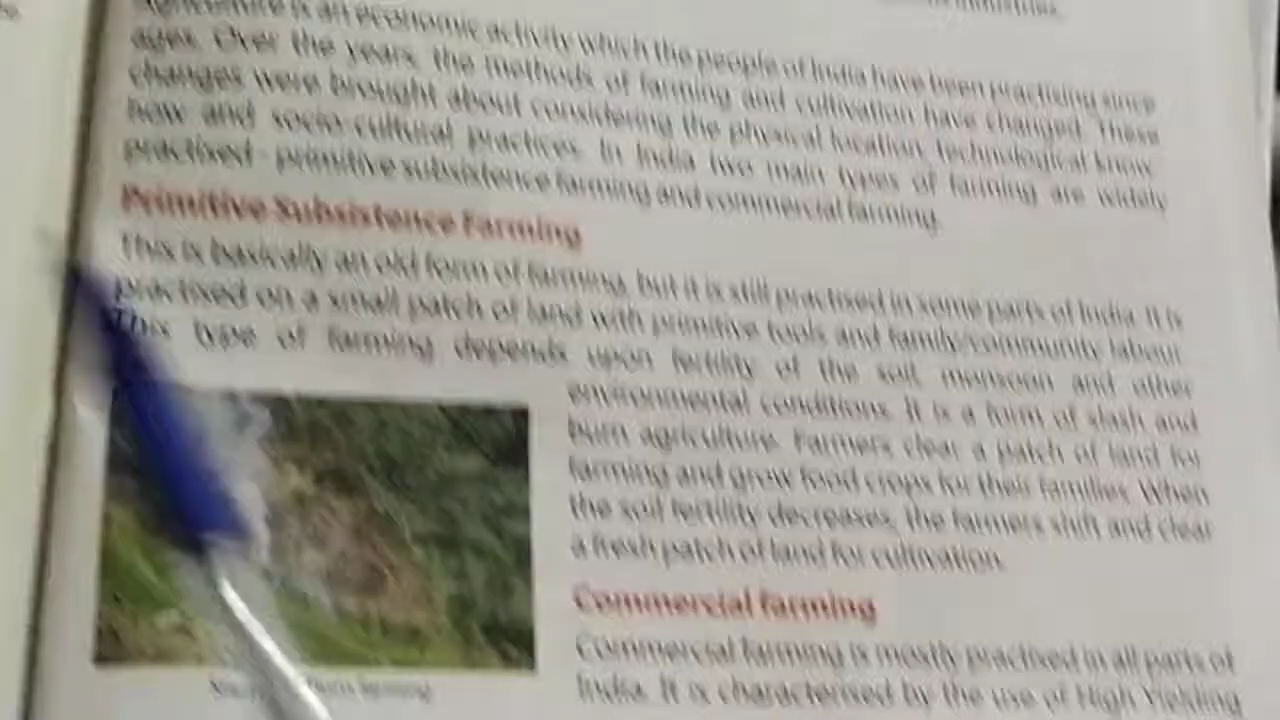 Industries.
Agriculture is an economic activity which the people of India have been practising since
ages. Over the years, the methods of farming and cultivation have changed. These
changes were brought about considering the physical location, technological know
how and socio-cultural practices. In India two main types of farming are widely
practised - primitive subsistence farming and commercial farming.
Primitive Subsistence Farming
This is basically an old form of farming, but it is still practised in some parts of India. It is
practised on a small patch of land with primitive tools and family/community labour.
This type of farming depends upon fertility of the soil, monsoon and other
environmental conditions. It is a form of slash and
burn agriculture. Farmers clear a patch of land for
farming and grow food crops for their families. When
the soil fertility decreases, the farmers shift and clear
a fresh patch of land for cultivation.
Commercial Farming
Commercial farming is mostly practised in all parts of
India. It is characterised by the use of High Yielding
farming